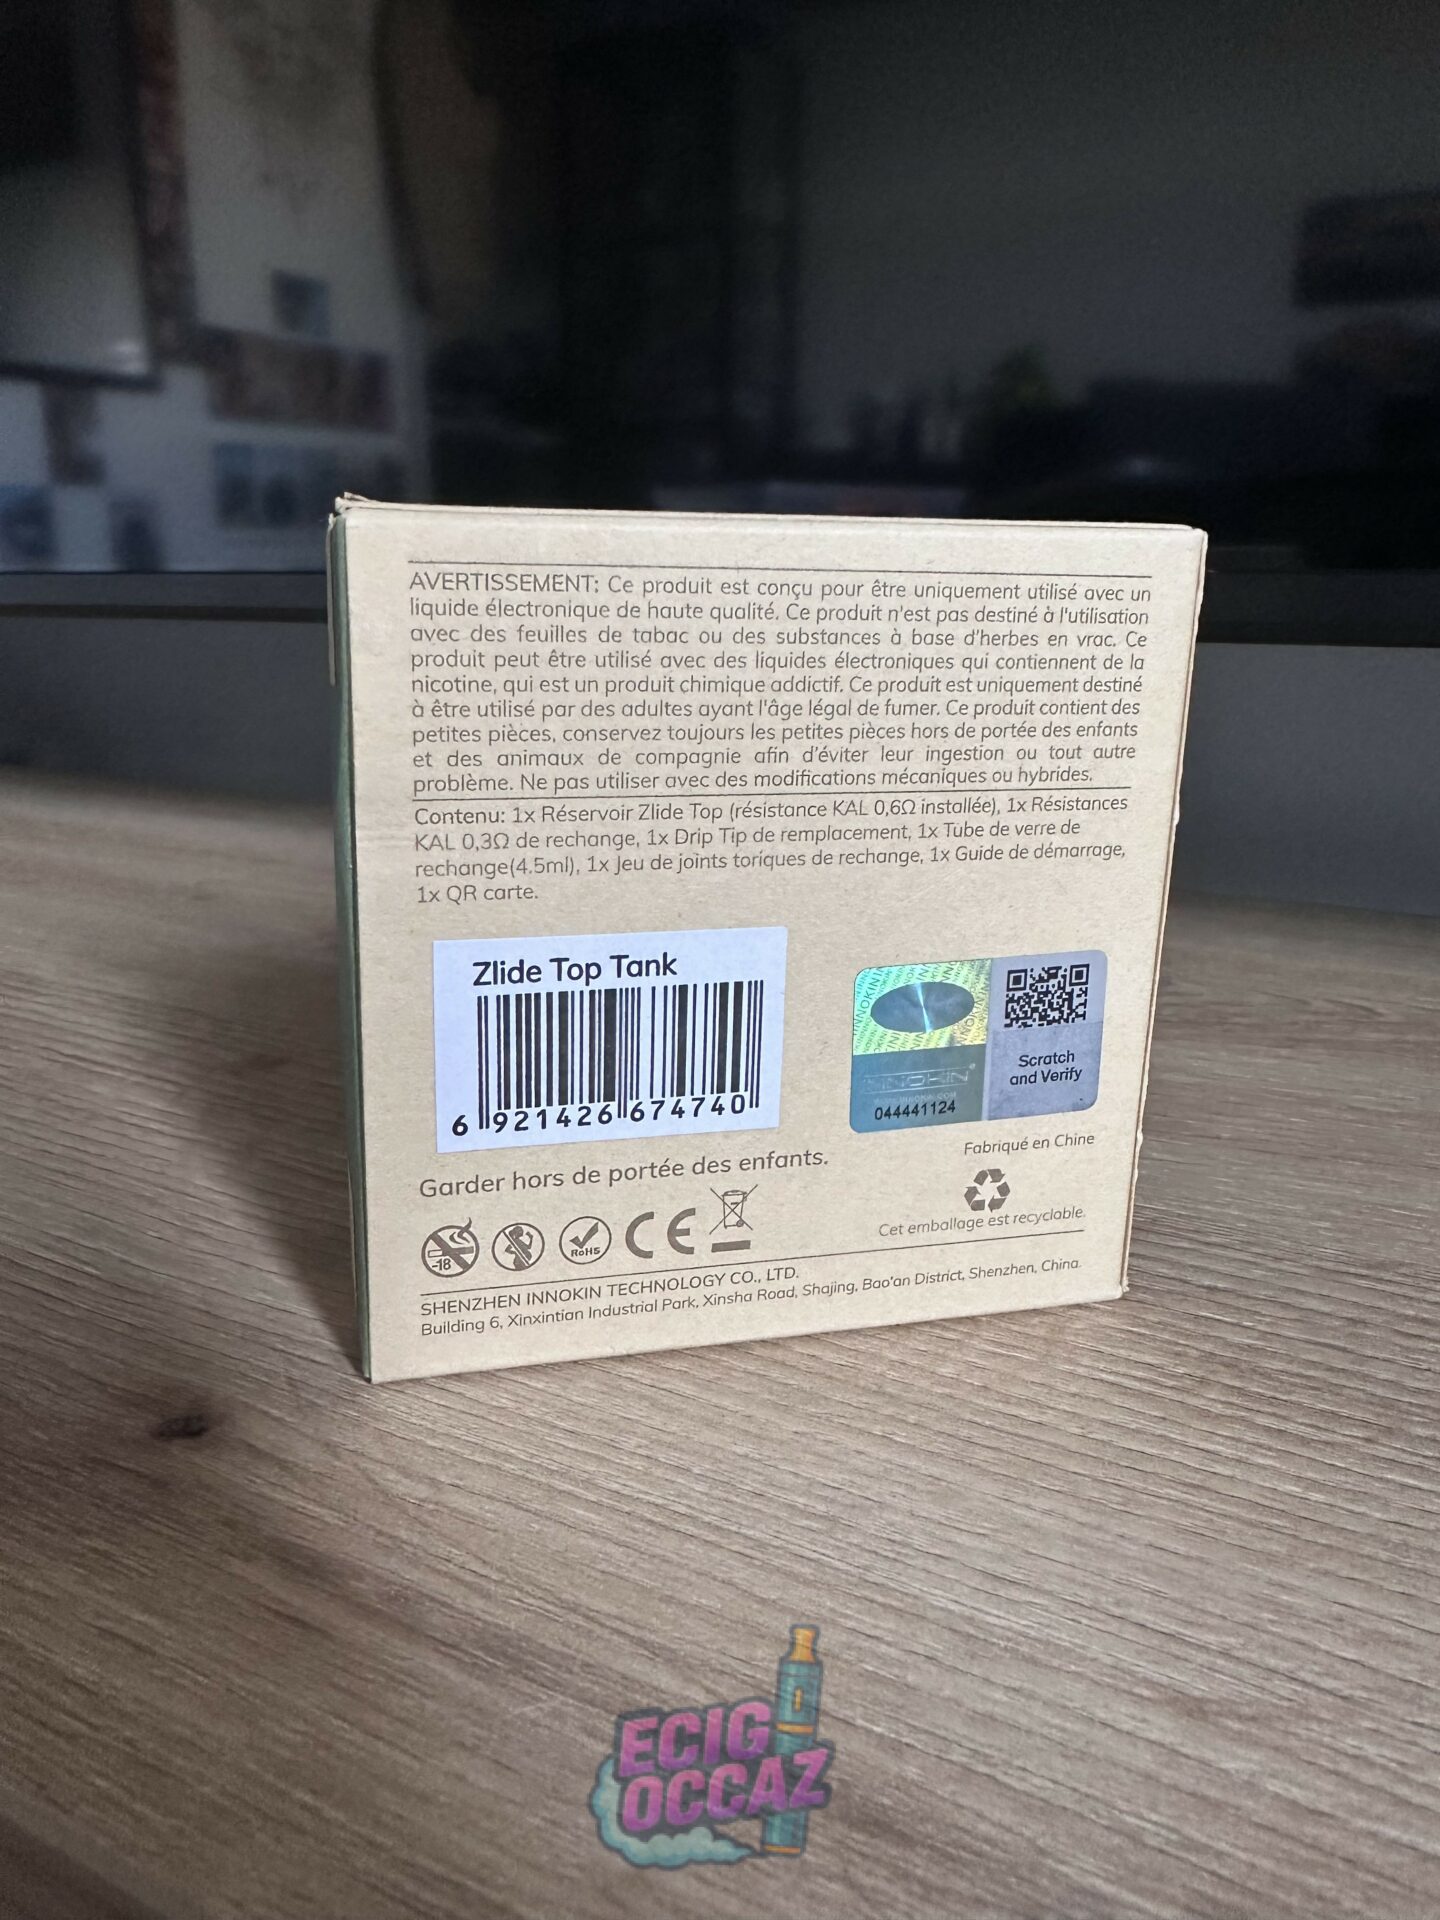 AVERTISSEMENT: Ce produit est conçu pour être uniquement utilisé avec un
liquide électronique de haute qualité. Ce produit n'est pas destiné à l'utilisation
avec des feuilles de tabac ou des substances à base d'herbes en vrac. Ce
produit peut être utilisé avec des liquides électroniques qui contiennent de la
nicotine, qui est un produit chimique addictif. Ce produit est uniquement destiné
à être utilisé par des adultes ayant l'âge légal de fumer. Ce produit contient des
petites pièces, conservez toujours les petites pièces hors de portée des enfants
et des animaux de compagnie afin d'éviter leur ingestion ou tout autre
problème. Ne pas utiliser avec des modifications mécaniques ou hybrides.
Contenu: 1x Réservoir Zlide Top (résistance KAL 0,6Ω installée), 1x Résistances
KAL 0,3Ω de rechange, 1x Drip Tip de remplacement, 1x Tube de verre de
rechange(4.5ml), 1x Jeu de joints toriques de rechange, 1x Guide de démarrage,
1x QR carte.
Zlide Top Tank
6 921426 674740
INNOKIN
Scratch
and Verify
INNOKIN®
044441124
Fabriqué en Chine
Garder hors de portée des enfants.
-18
RoHS
CE
Cet emballage est recyclable.
SHENZHEN INNOKIN TECHNOLOGY CO., LTD.
Building 6, Xinxintian Industrial Park, Xinsha Road, Shajing, Bao'an District, Shenzhen, China.
ECIG
OCCAZ